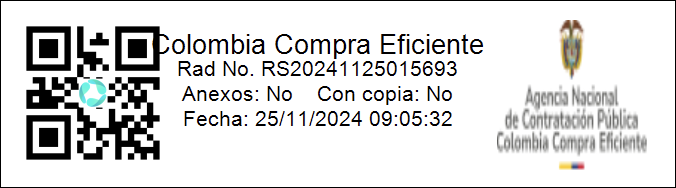 Colombia Compra Eficiente
Rad No. RS20241125015693
Anexos: No Con copia: No
Fecha: 25/11/2024 09:05:32
Agencia Nacional
de Contratación Pública
Colombia Compra Eficiente